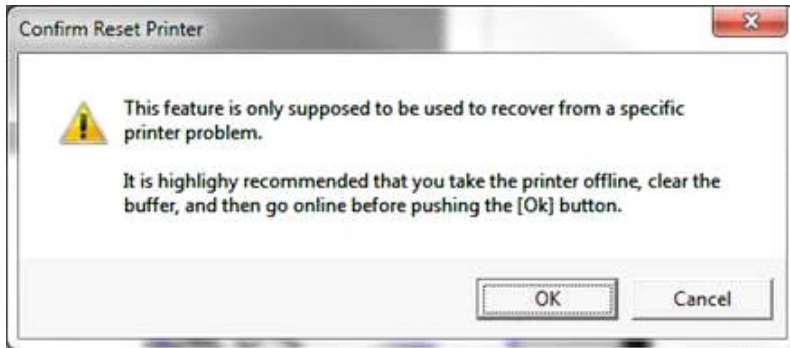 Confirm Reset Printer
This feature is only supposed to be used to recover from a specific
printer problem.
It is highlighy recommended that you take the printer offline, clear the
buffer, and then go online before pushing the [Ok] button.
OK
Cancel